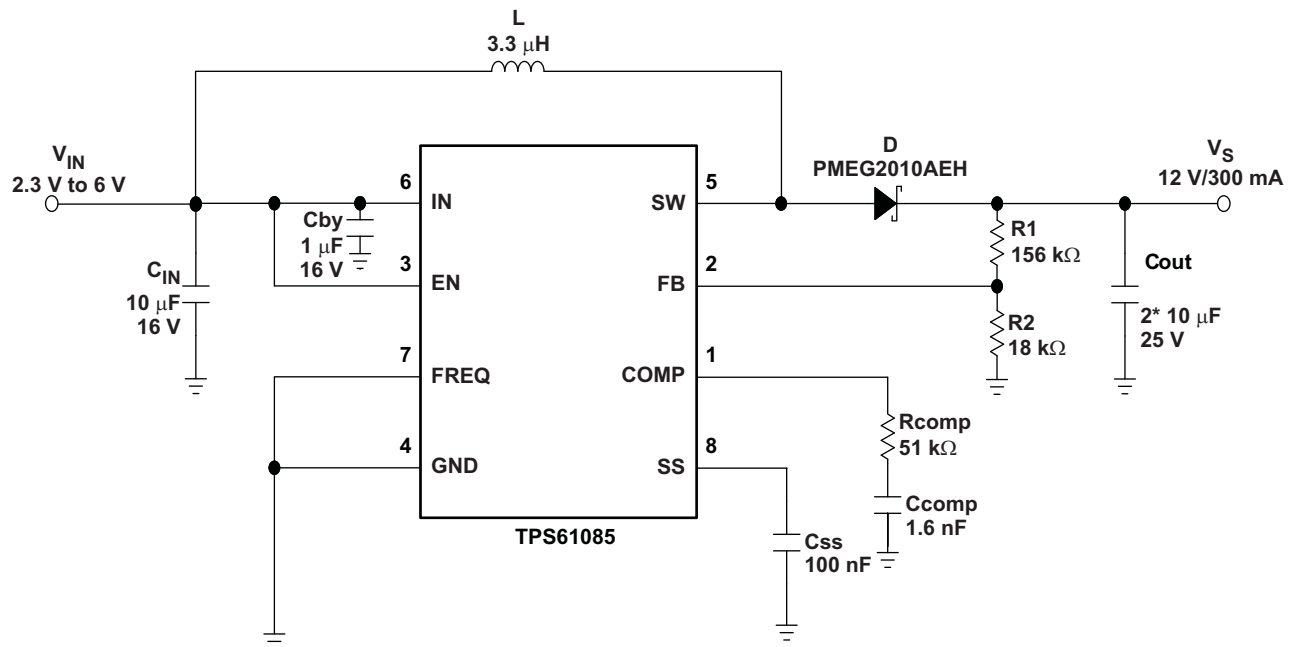 L
3.3 μH
V_IN
2.3 V to 6 V
D
PMEG2010AEH
V_S
12 V/300 mA
6
IN
5
SW
Cby
1 μF
16 V
R1
156 kΩ
3
EN
2
FB
C_IN
10 μF
16 V
Cout
2* 10 μF
25 V
R2
18 kΩ
7
FREQ
1
COMP
Rcomp
51 kΩ
4
GND
8
SS
Ccomp
1.6 nF
TPS61085
Css
100 nF